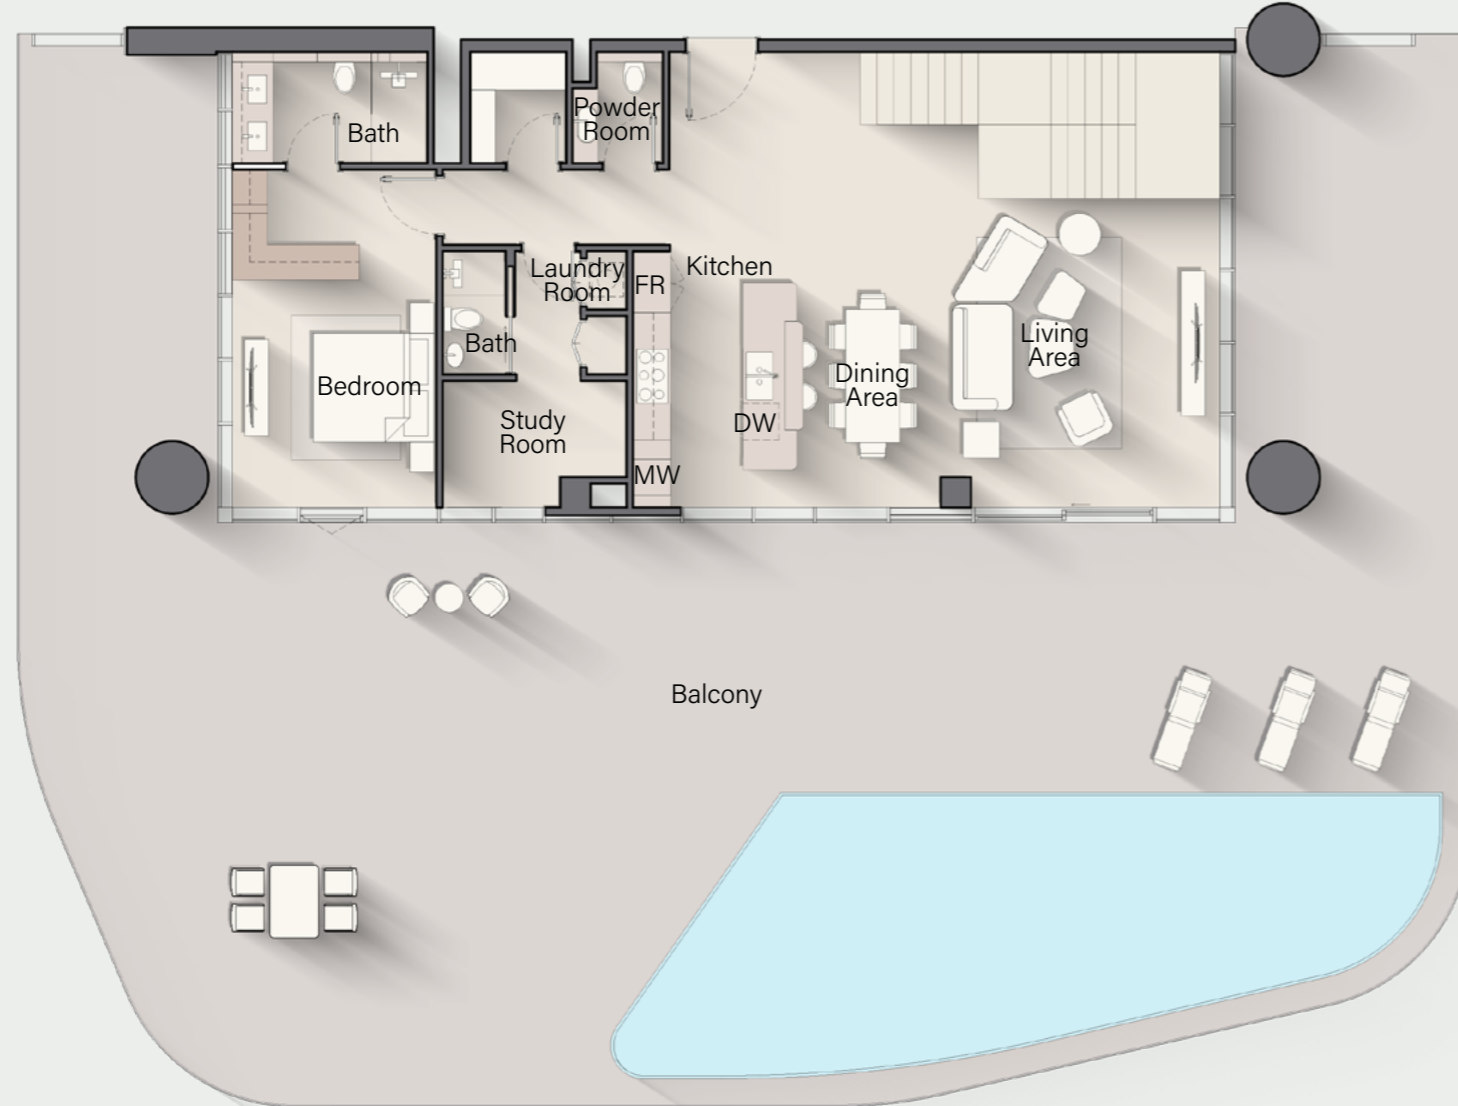 Bath
Powder
Room
Laundry
Room
FR
Kitchen
Bath
Bedroom
Study
Room
MW
DW
Dining
Area
Living
Area
Balcony